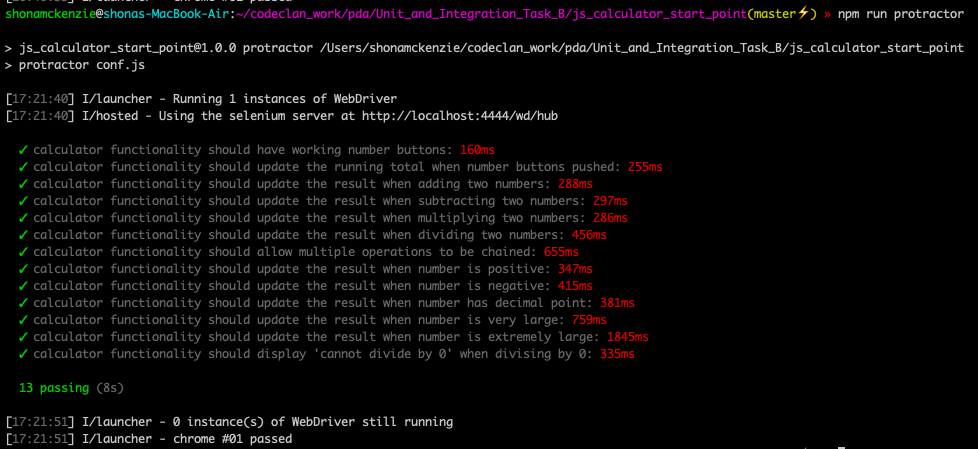 shonamckenzie@shonas-MacBook-Air:~/codeclan_work/pda/Unit_and_Integration_Task_B/js_calculator_start_point(master⚡) » npm run protractor
> js_calculator_start_point@1.0.0 protractor /Users/shonamckenzie/codeclan_work/pda/Unit_and_Integration_Task_B/js_calculator_start_point
> protractor conf.js
[17:21:40] I/launcher - Running 1 instances of WebDriver
[17:21:40] I/hosted - Using the selenium server at http://localhost:4444/wd/hub
✓ calculator functionality should have working number buttons: 160ms
✓ calculator functionality should update the running total when number buttons pushed: 255ms
✓ calculator functionality should update the result when adding two numbers: 288ms
✓ calculator functionality should update the result when subtracting two numbers: 297ms
✓ calculator functionality should update the result when multiplying two numbers: 286ms
✓ calculator functionality should update the result when dividing two numbers: 456ms
✓ calculator functionality should allow multiple operations to be chained: 655ms
✓ calculator functionality should update the result when number is positive: 347ms
✓ calculator functionality should update the result when number is negative: 415ms
✓ calculator functionality should update the result when number has decimal point: 381ms
✓ calculator functionality should update the result when number is very large: 759ms
✓ calculator functionality should update the result when number is extremely large: 1845ms
✓ calculator functionality should display 'cannot divide by 0' when divising by 0: 335ms
13 passing (8s)
[17:21:51] I/launcher - 0 instance(s) of WebDriver still running
[17:21:51] I/launcher - chrome #01 passed